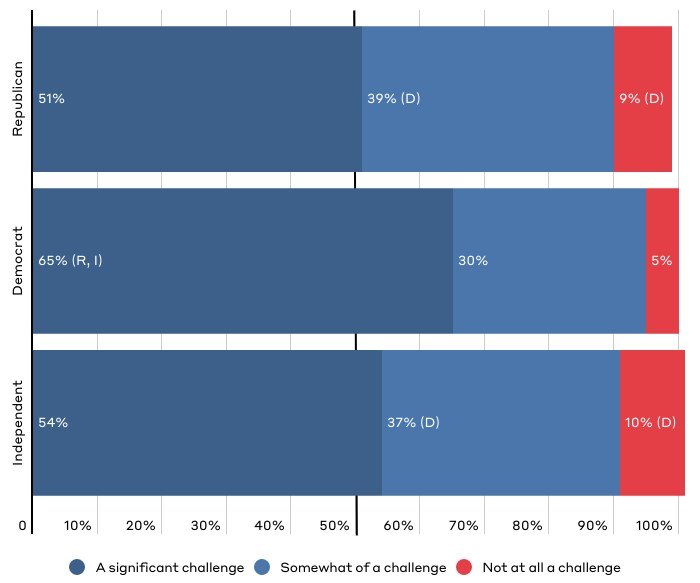 Republican
51%
39% (D)
9% (D)
Democrat
65% (R, I)
30%
5%
Independent
54%
37% (D)
10% (D)
0 10% 20% 30% 40% 50% 60% 70% 80% 90% 100%
A significant challenge Somewhat of a challenge Not at all a challenge